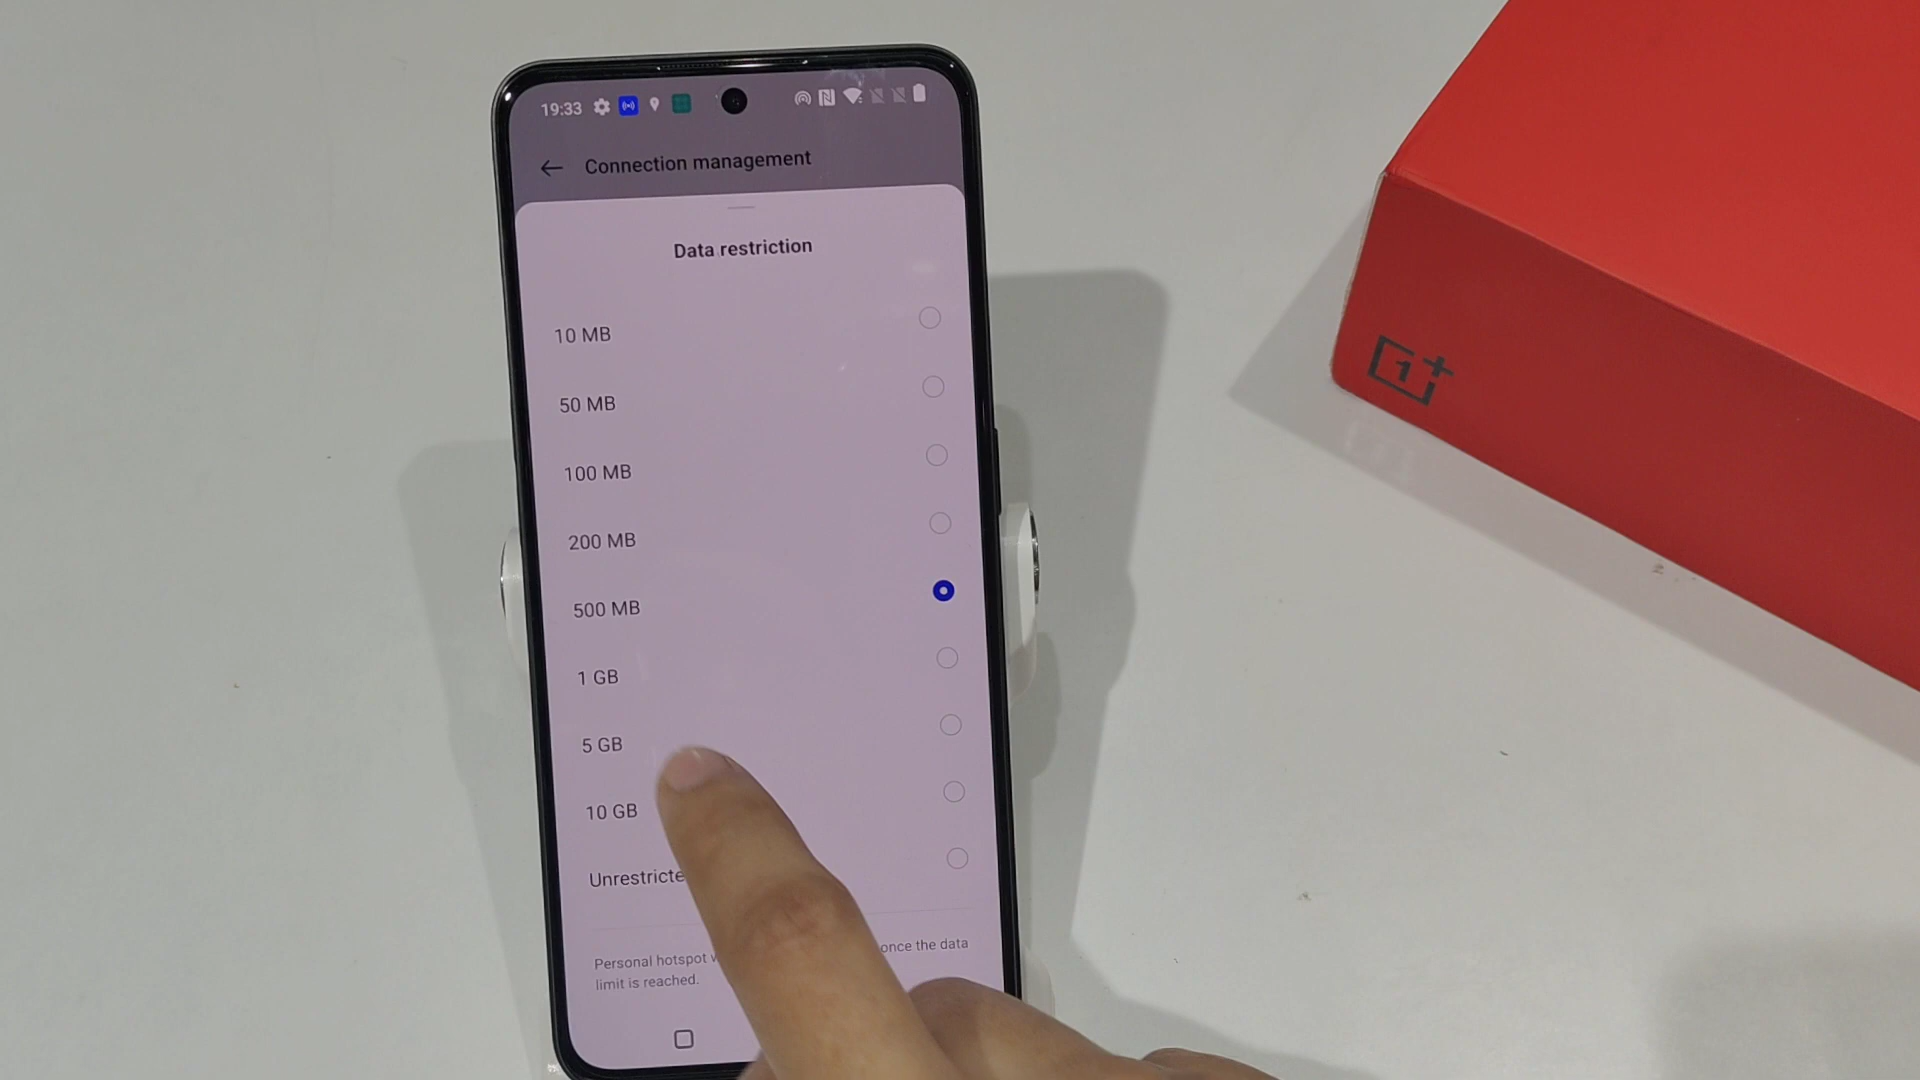 19:33
Connection management
Data restriction
10 MB
50 MB
100 MB
200 MB
500 MB
1 GB
5 GB
10 GB
Personal hotspot once the data
limit is reached.
1+